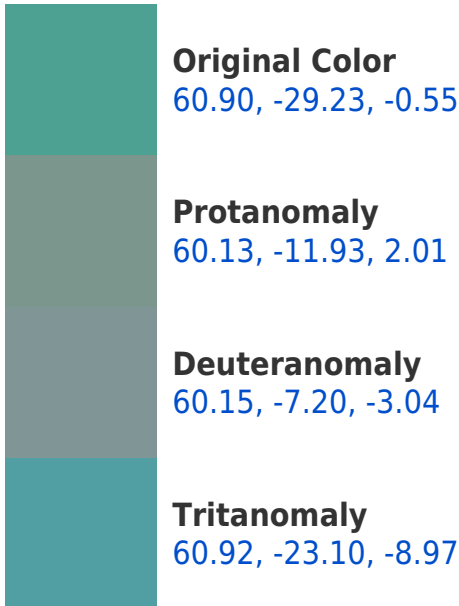 Original Color
60.90, -29.23, -0.55
Protanomaly
60.13, -11.93, 2.01
Deuteranomaly
60.15, -7.20, -3.04
Tritanomaly
60.92, -23.10, -8.97